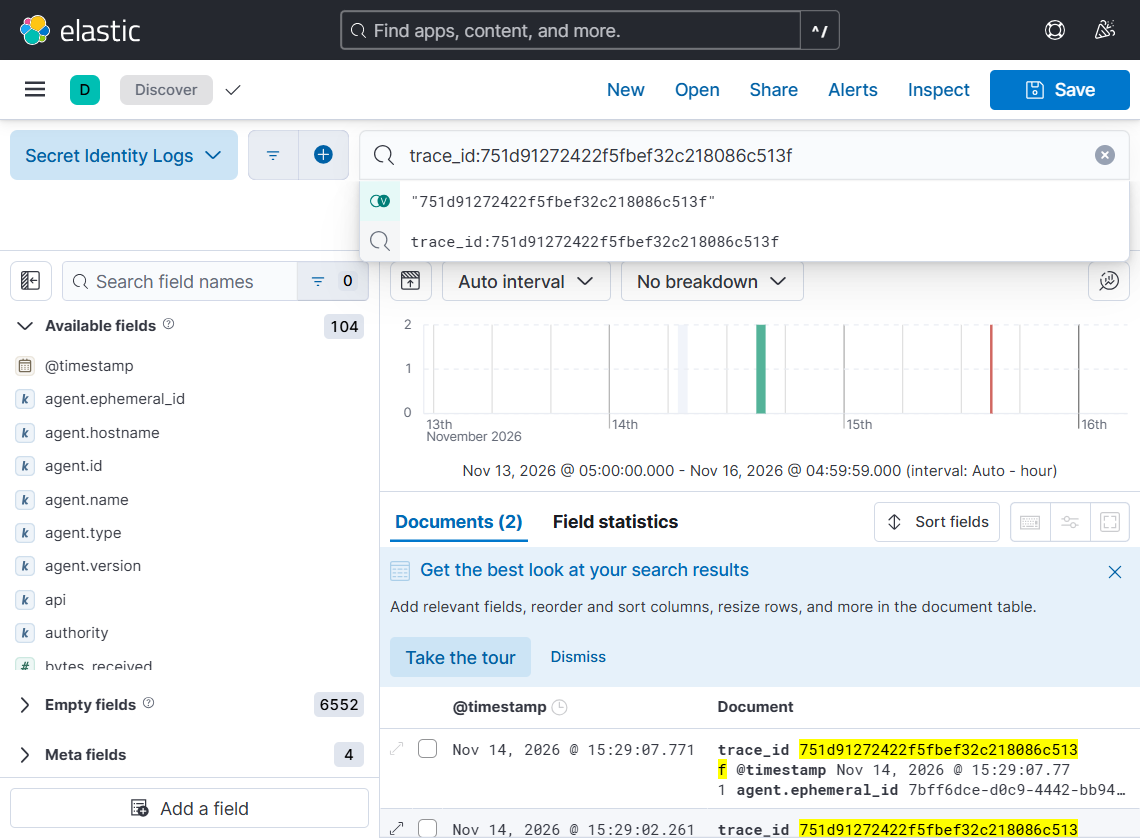 elastic
Find apps, content, and more.
^/
D
Discover
New
Open
Share
Alerts
Inspect
Save
Secret Identity Logs
trace_id:751d91272422f5fbef32c218086c513f
"751d91272422f5fbef32c218086c513f"
trace_id:751d91272422f5fbef32c218086c513f
Search field names
0
Auto interval
No breakdown
Available fields
104
@timestamp
agent.ephemeral_id
agent.hostname
agent.id
agent.name
agent.type
agent.version
api
authority
bytes_received
Empty fields
6552
Meta fields
4
Add a field
2
1
0
13th
November 2026
14th
15th
16th
Nov 13, 2026 @ 05:00:00.000 - Nov 16, 2026 @ 04:59:59.000 (interval: Auto - hour)
Documents (2)
Field statistics
Sort fields
Get the best look at your search results
Add relevant fields, reorder and sort columns, resize rows, and more in the document table.
Take the tour
Dismiss
@timestamp
Document
Nov 14, 2026 @ 15:29:07.771
trace_id 751d91272422f5fbef32c218086c513
f @timestamp Nov 14, 2026 @ 15:29:07.77
1 agent.ephemeral_id 7bff6dce-d0c9-4442-bb94…
Nov 14, 2026 @ 15:29:02.261
trace_id 751d91272422f5fbef32c218086c513